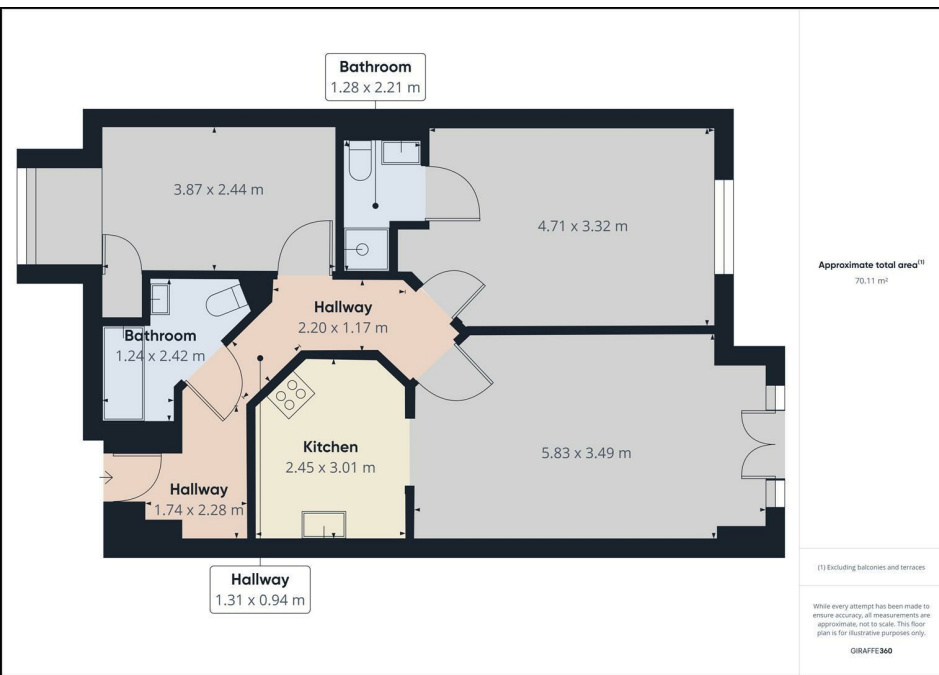 Bathroom
1.28 x 2.21 m
3.87 x 2.44 m
4.71 x 3.32 m
Hallway
2.20 x 1.17 m
Bathroom
1.24 x 2.42 m
Kitchen
2.45 x 3.01 m
5.83 x 3.49 m
Hallway
1.74 x 2.28 m
Hallway
1.31 x 0.94 m
Approximate total area(1)
70.11 m²
(1) Excluding balconies and terraces
While every attempt has been made to
ensure accuracy, all measurements are
approximate, not to scale. This floor
plan is for illustrative purposes only.
GIRAFFE360